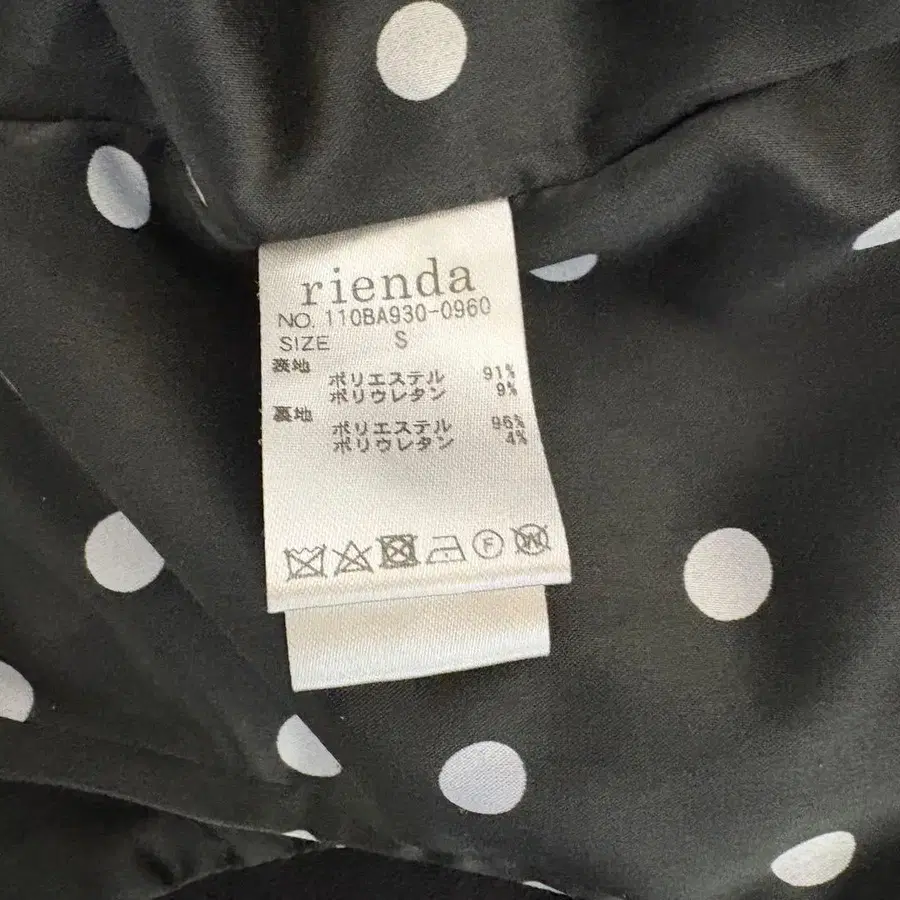 rienda
NO. 110BA930-0960
SIZE S
表地
ポリエステル 91%
ポリウレタン 9%
裏地
ポリエステル 96%
ポリウレタン 4%
F
W